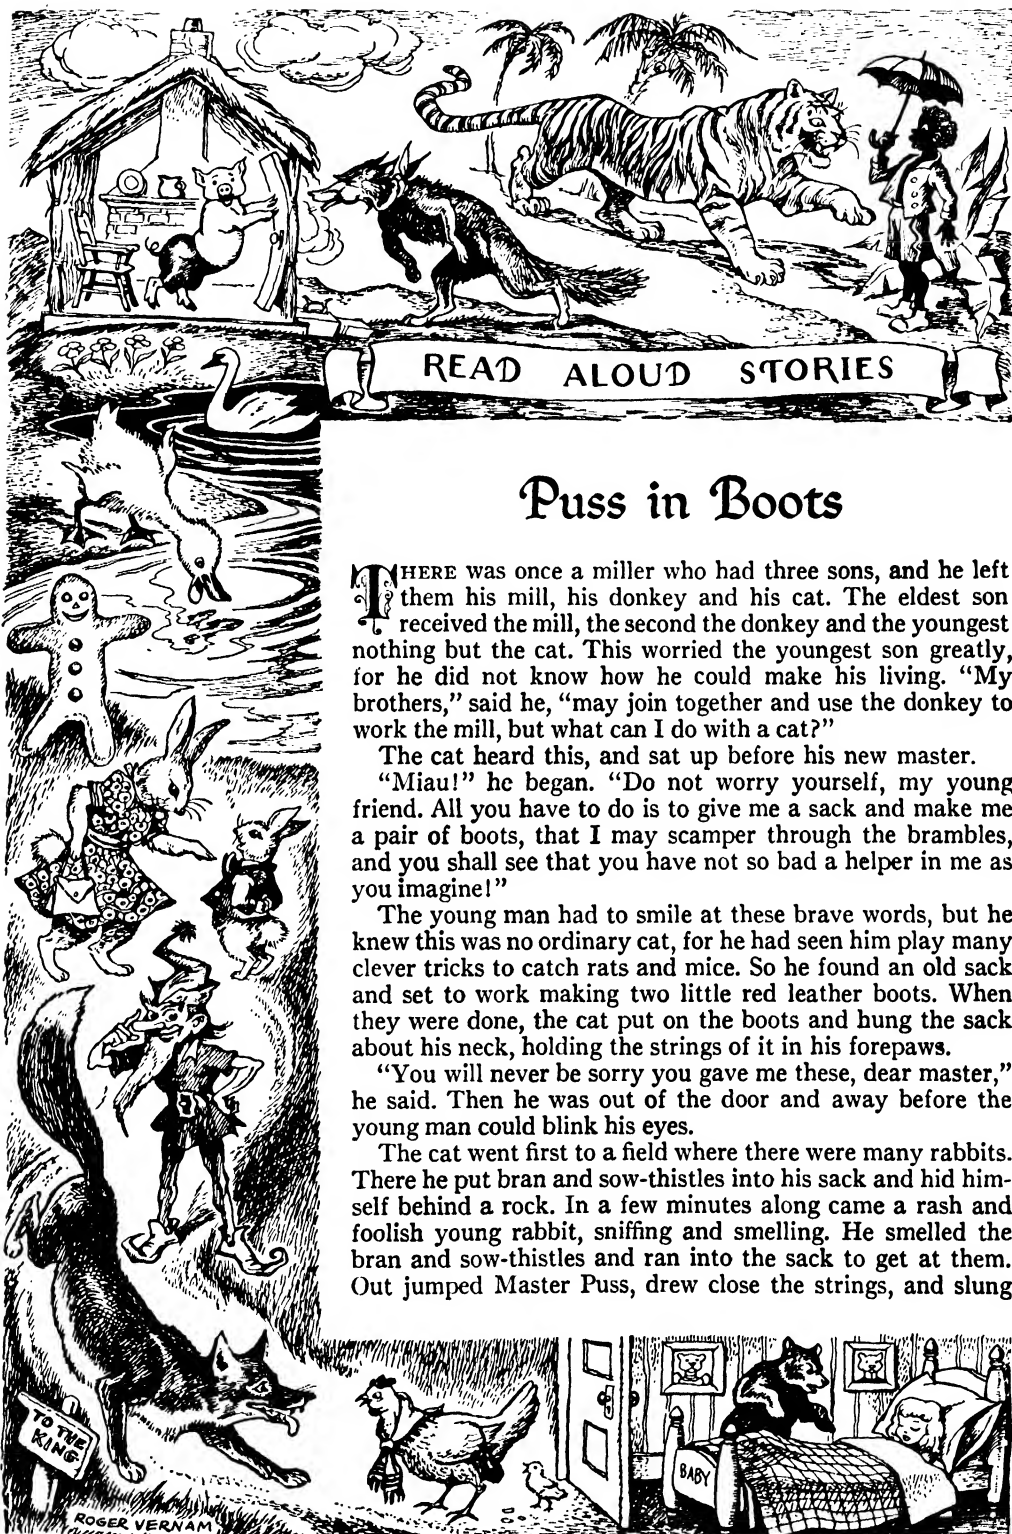 READ ALOUD STORIES
Puss in Boots
THERE was once a miller who had three sons, and he left
them his mill, his donkey and his cat. The eldest son
received the mill, the second the donkey and the youngest
nothing but the cat. This worried the youngest son greatly,
for he did not know how he could make his living. “My
brothers,” said he, “may join together and use the donkey to
work the mill, but what can I do with a cat?”
The cat heard this, and sat up before his new master.
“Miau!” he began. “Do not worry yourself, my young
friend. All you have to do is to give me a sack and make me
a pair of boots, that I may scamper through the brambles,
and you shall see that you have not so bad a helper in me as
you imagine!”
The young man had to smile at these brave words, but he
knew this was no ordinary cat, for he had seen him play many
clever tricks to catch rats and mice. So he found an old sack
and set to work making two little red leather boots. When
they were done, the cat put on the boots and hung the sack
about his neck, holding the strings of it in his forepaws.
“You will never be sorry you gave me these, dear master,”
he said. Then he was out of the door and away before the
young man could blink his eyes.
The cat went first to a field where there were many rabbits.
There he put bran and sow-thistles into his sack and hid him-
self behind a rock. In a few minutes along came a rash and
foolish young rabbit, sniffing and smelling. He smelled the
bran and sow-thistles and ran into the sack to get at them.
Out jumped Master Puss, drew close the strings, and slung
TO THE
KING
BABY
ROGER VERNAM